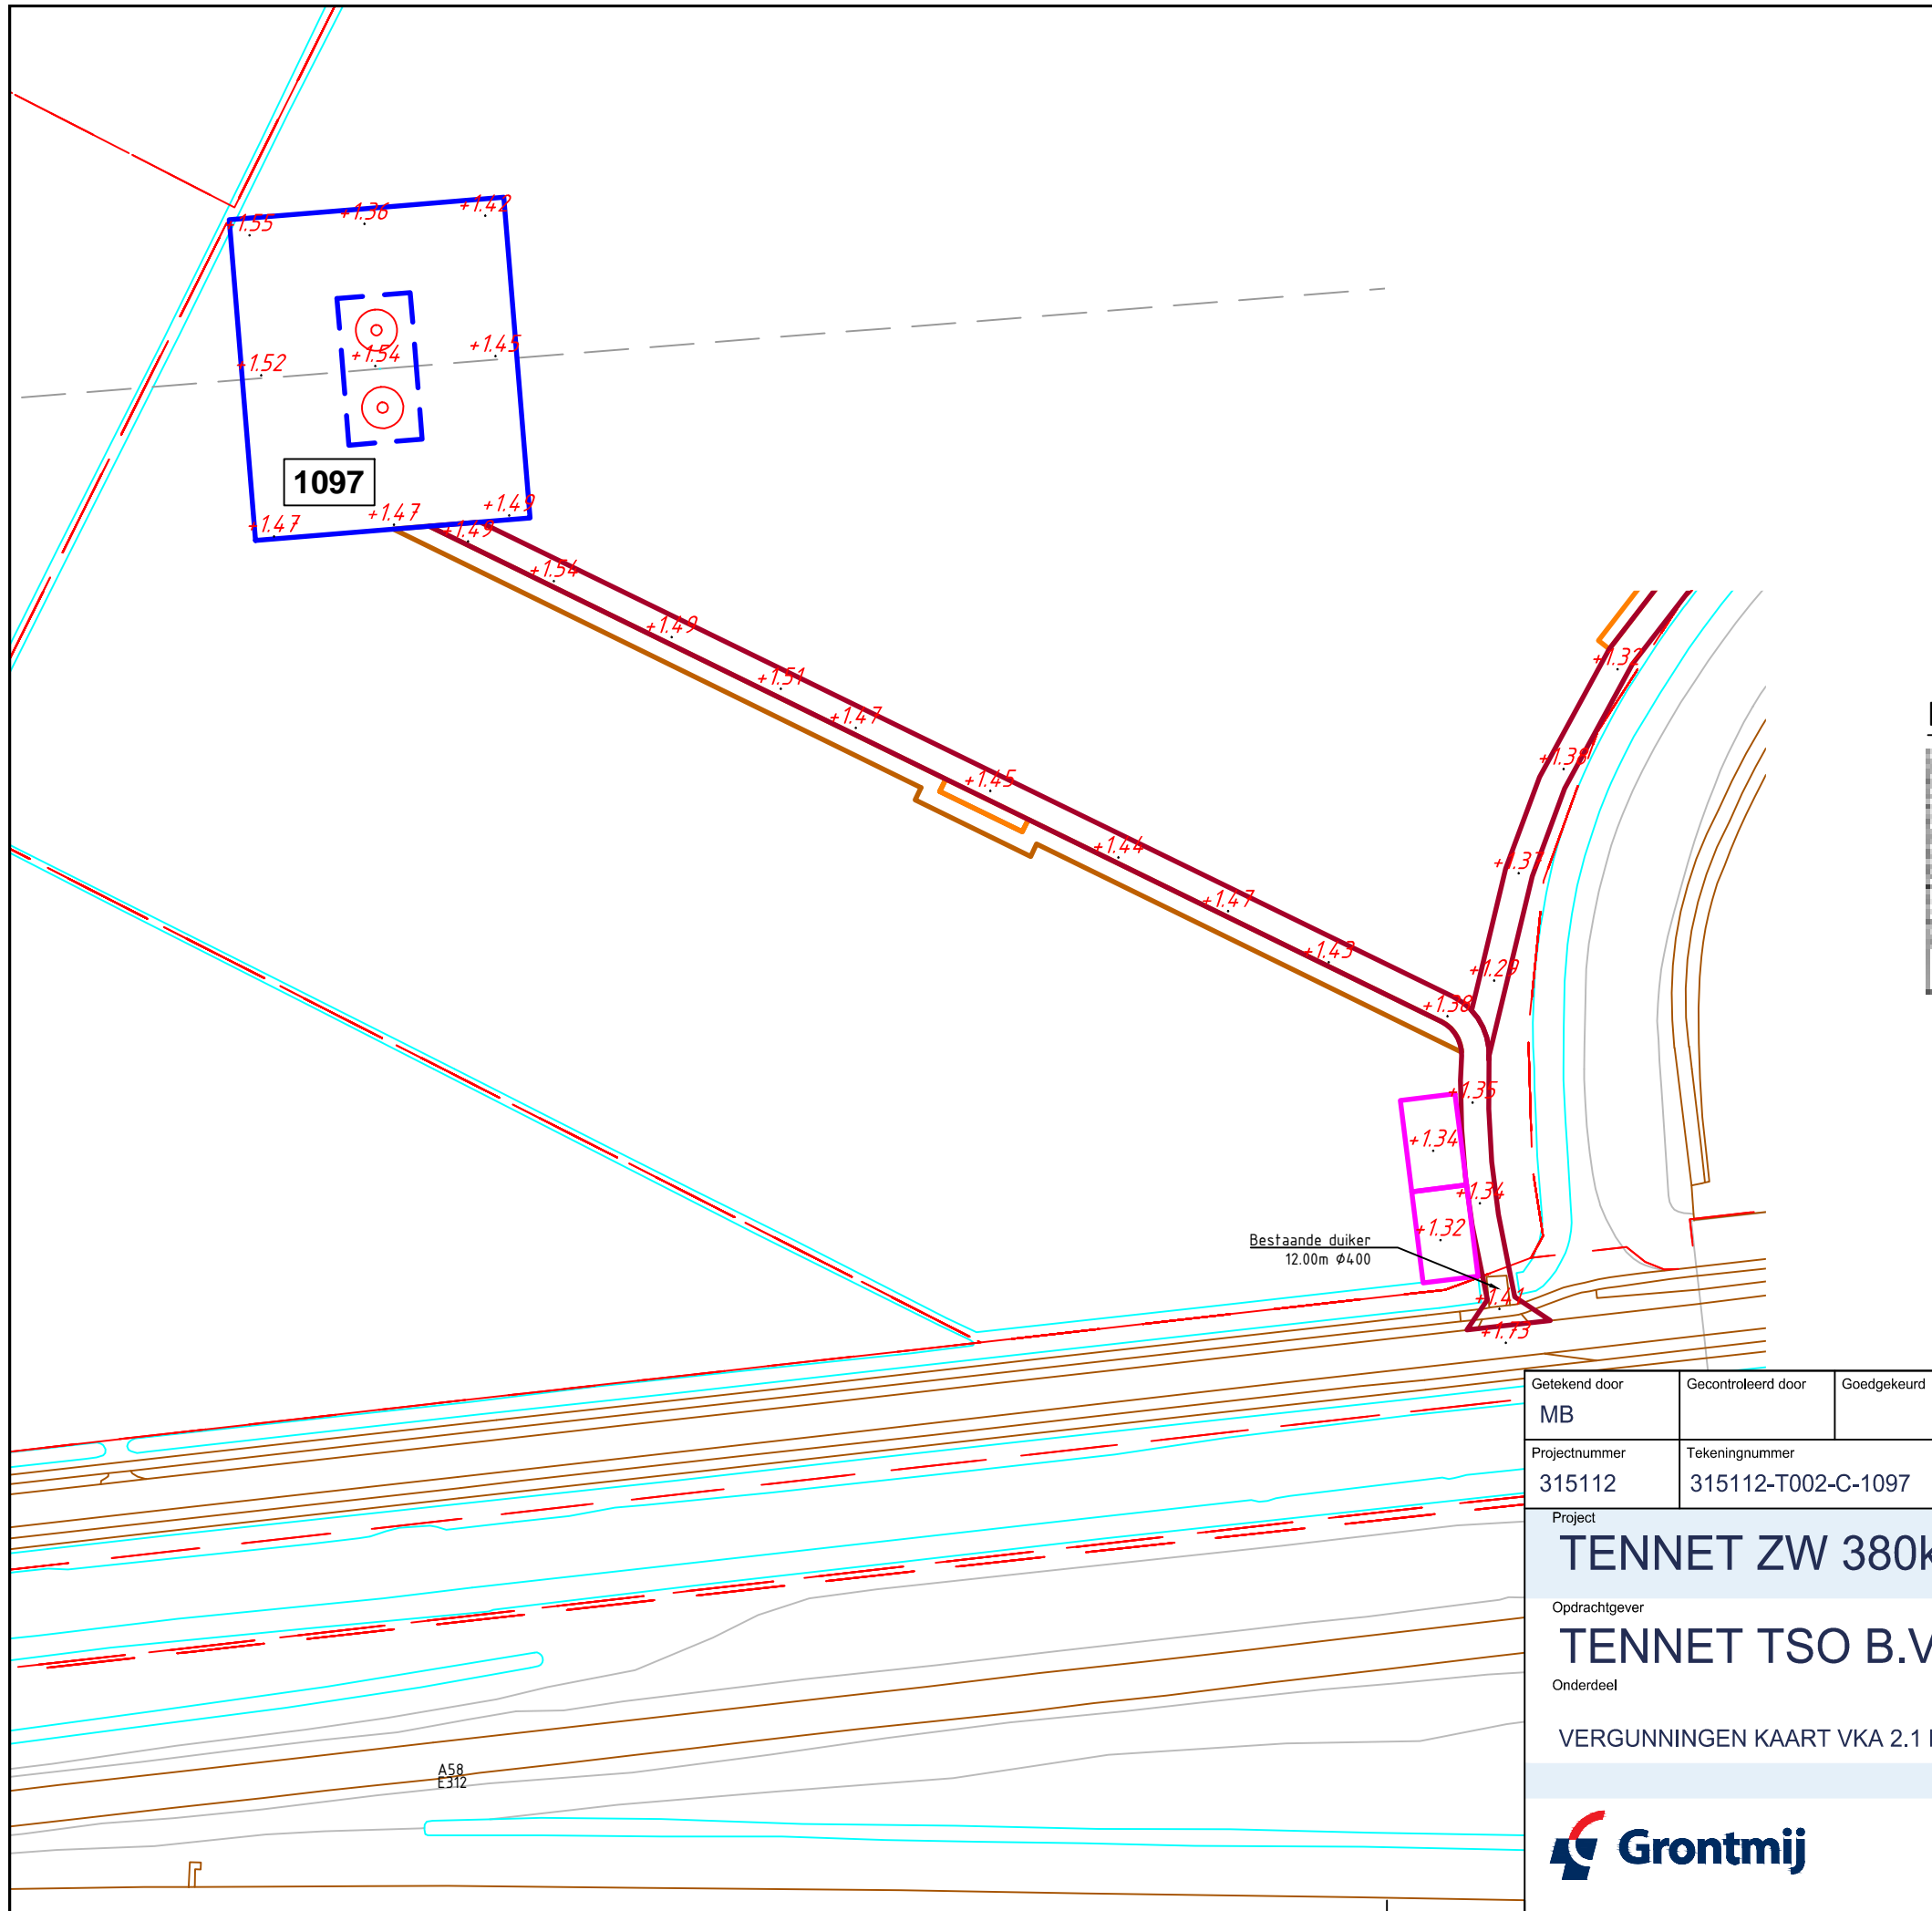 +1.55
+1.36
+1.42
+1.52
+1.54
+1.45
1097
+1.47
+1.47
+1.49
+1.49
+1.54
+1.49
+1.51
+1.47
+1.45
+1.44
+1.47
+1.43
+1.38
+1.32
+1.38
+1.37
+1.29
+1.35
+1.34
+1.34
+1.32
Bestaande duiker
12.00m Ø400
+1.41
+1.73
A58
E312
Getekend door
Gecontroleerd door
Goedgekeurd
MB
Projectnummer
Tekeningnummer
315112
315112-T002-C-1097
Project
TENNET ZW 380k
Opdrachtgever
TENNET TSO B.V
Onderdeel
VERGUNNINGEN KAART VKA 2.1
Grontmij